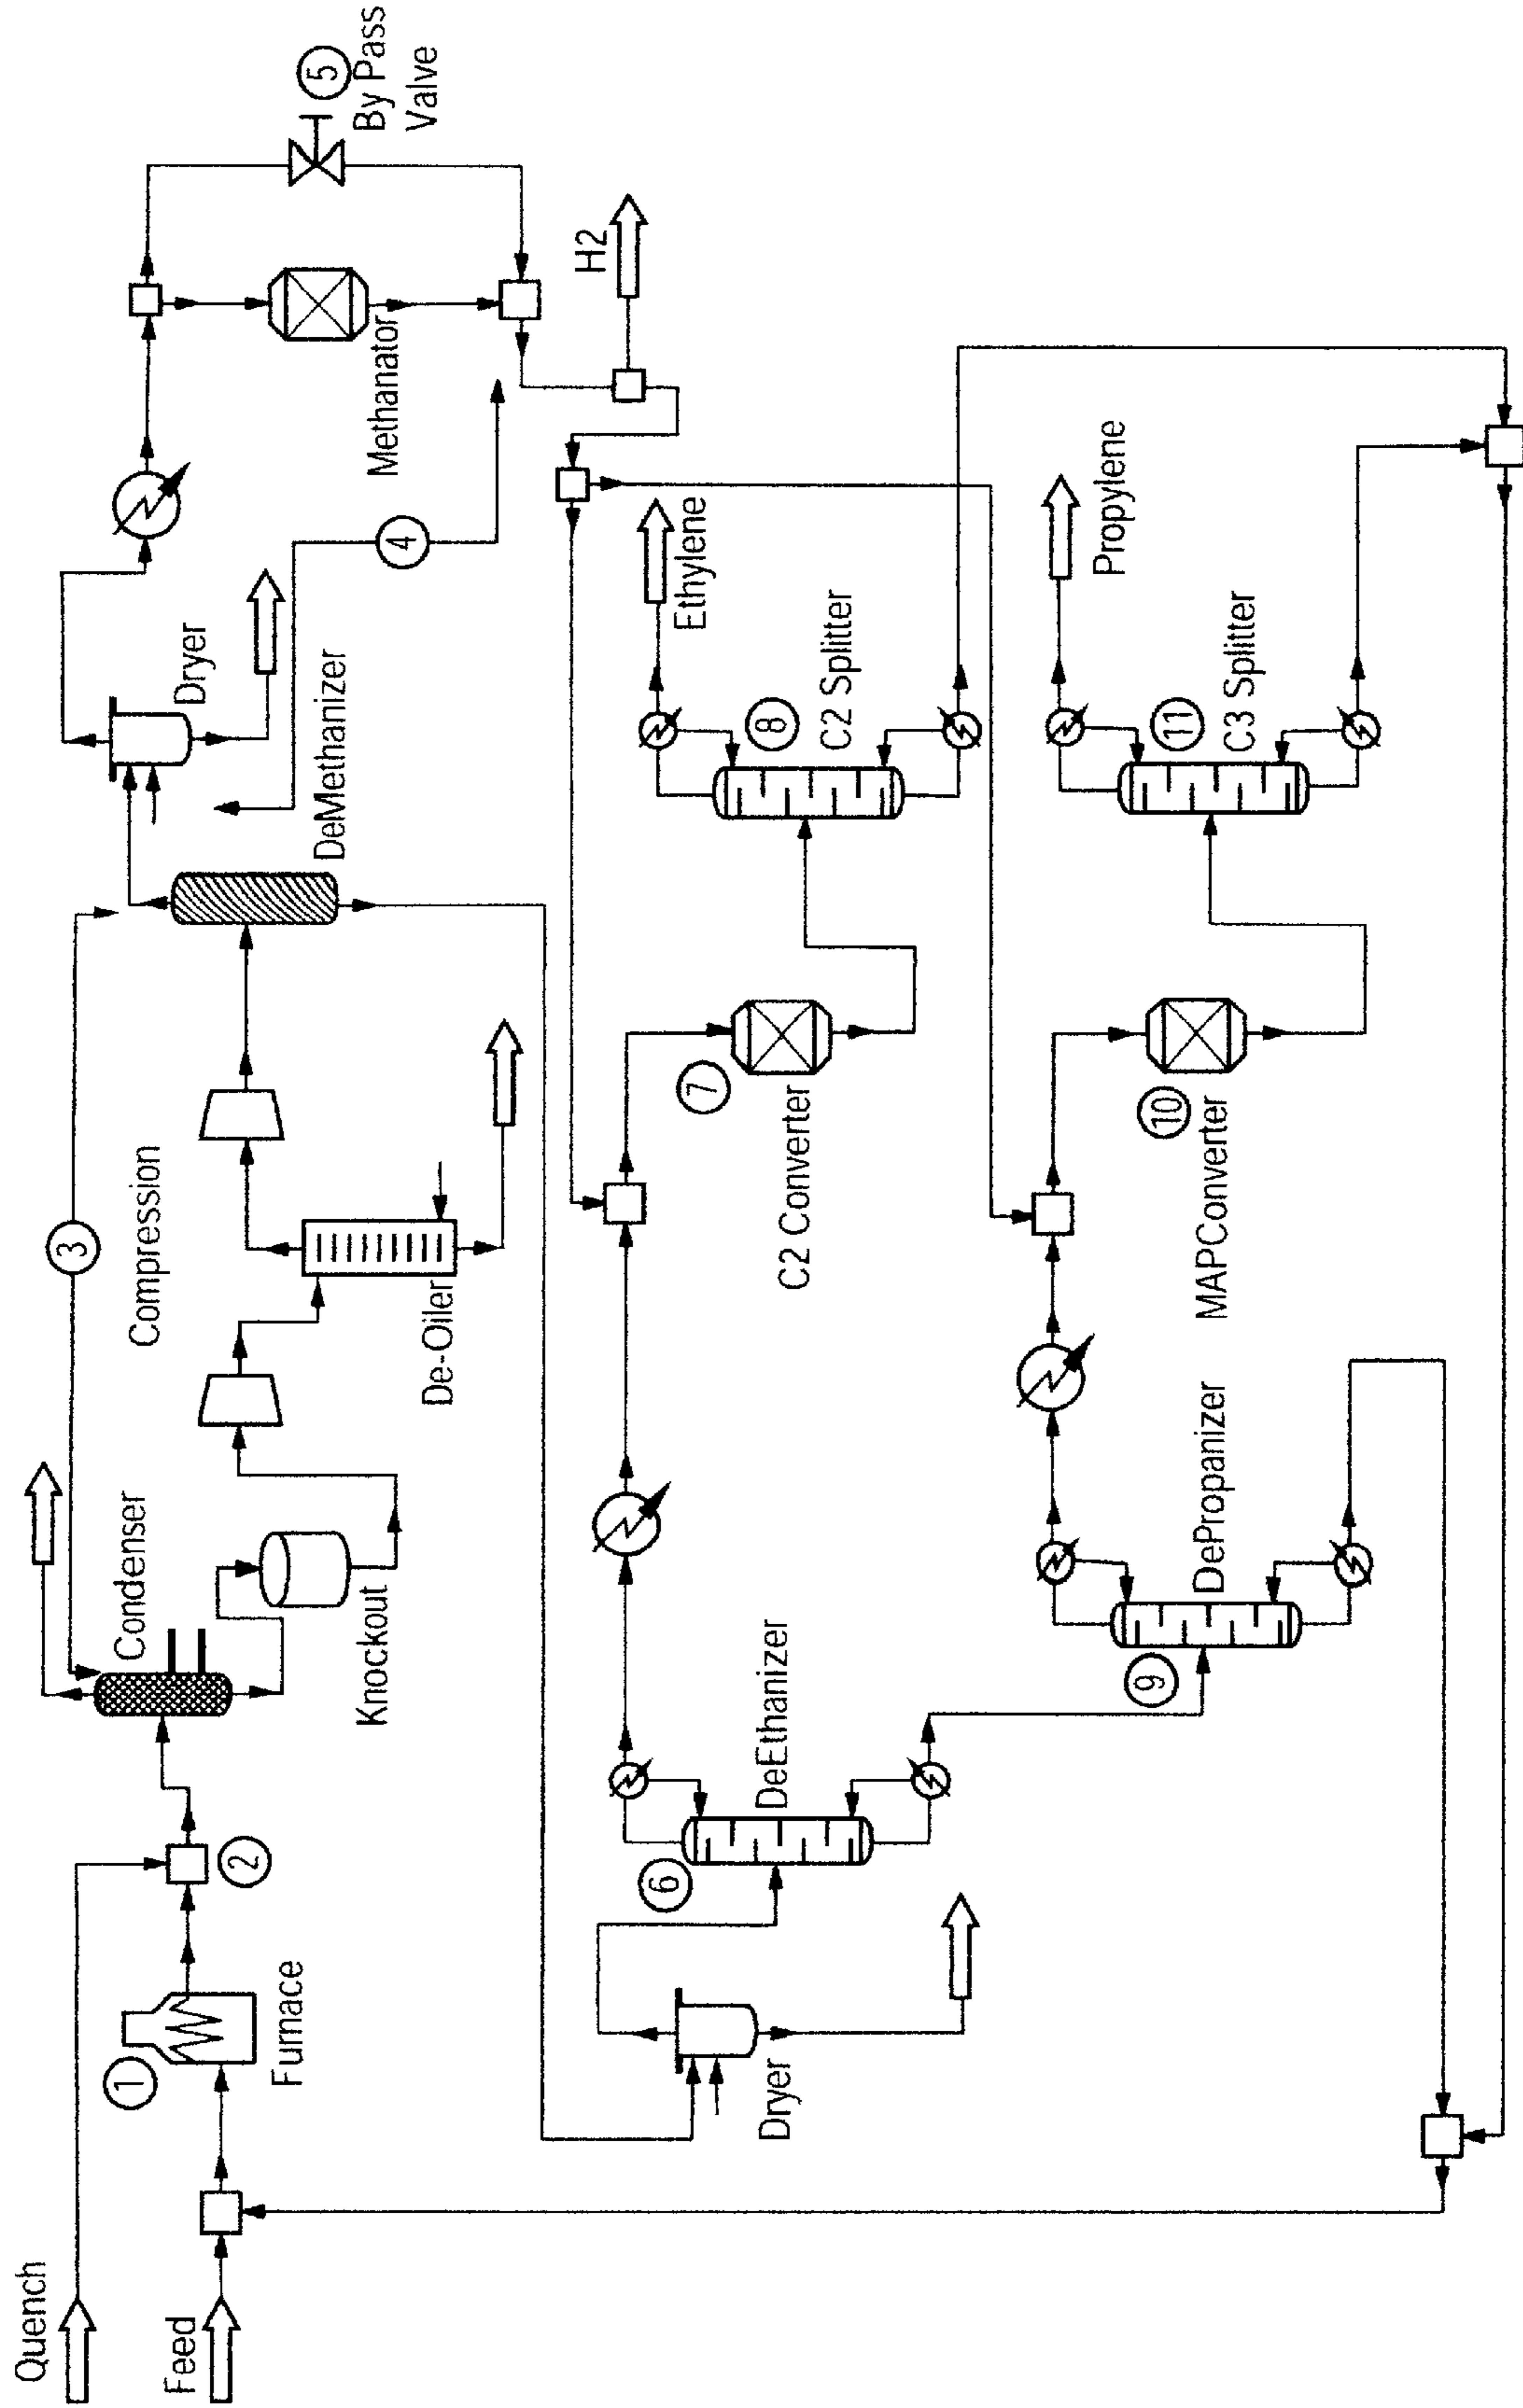 Quench
Feed
1
Furnace
2
Condenser
Knockout
3
Compression
De-Oiler
DeMethanizer
Dryer
4
Methanator
5
By Pass
Valve
H2
Dryer
6
DeEthanizer
7
C2 Converter
8
C2 Splitter
Ethylene
9
DePropanizer
10
MAPConverter
11
C3 Splitter
Propylene